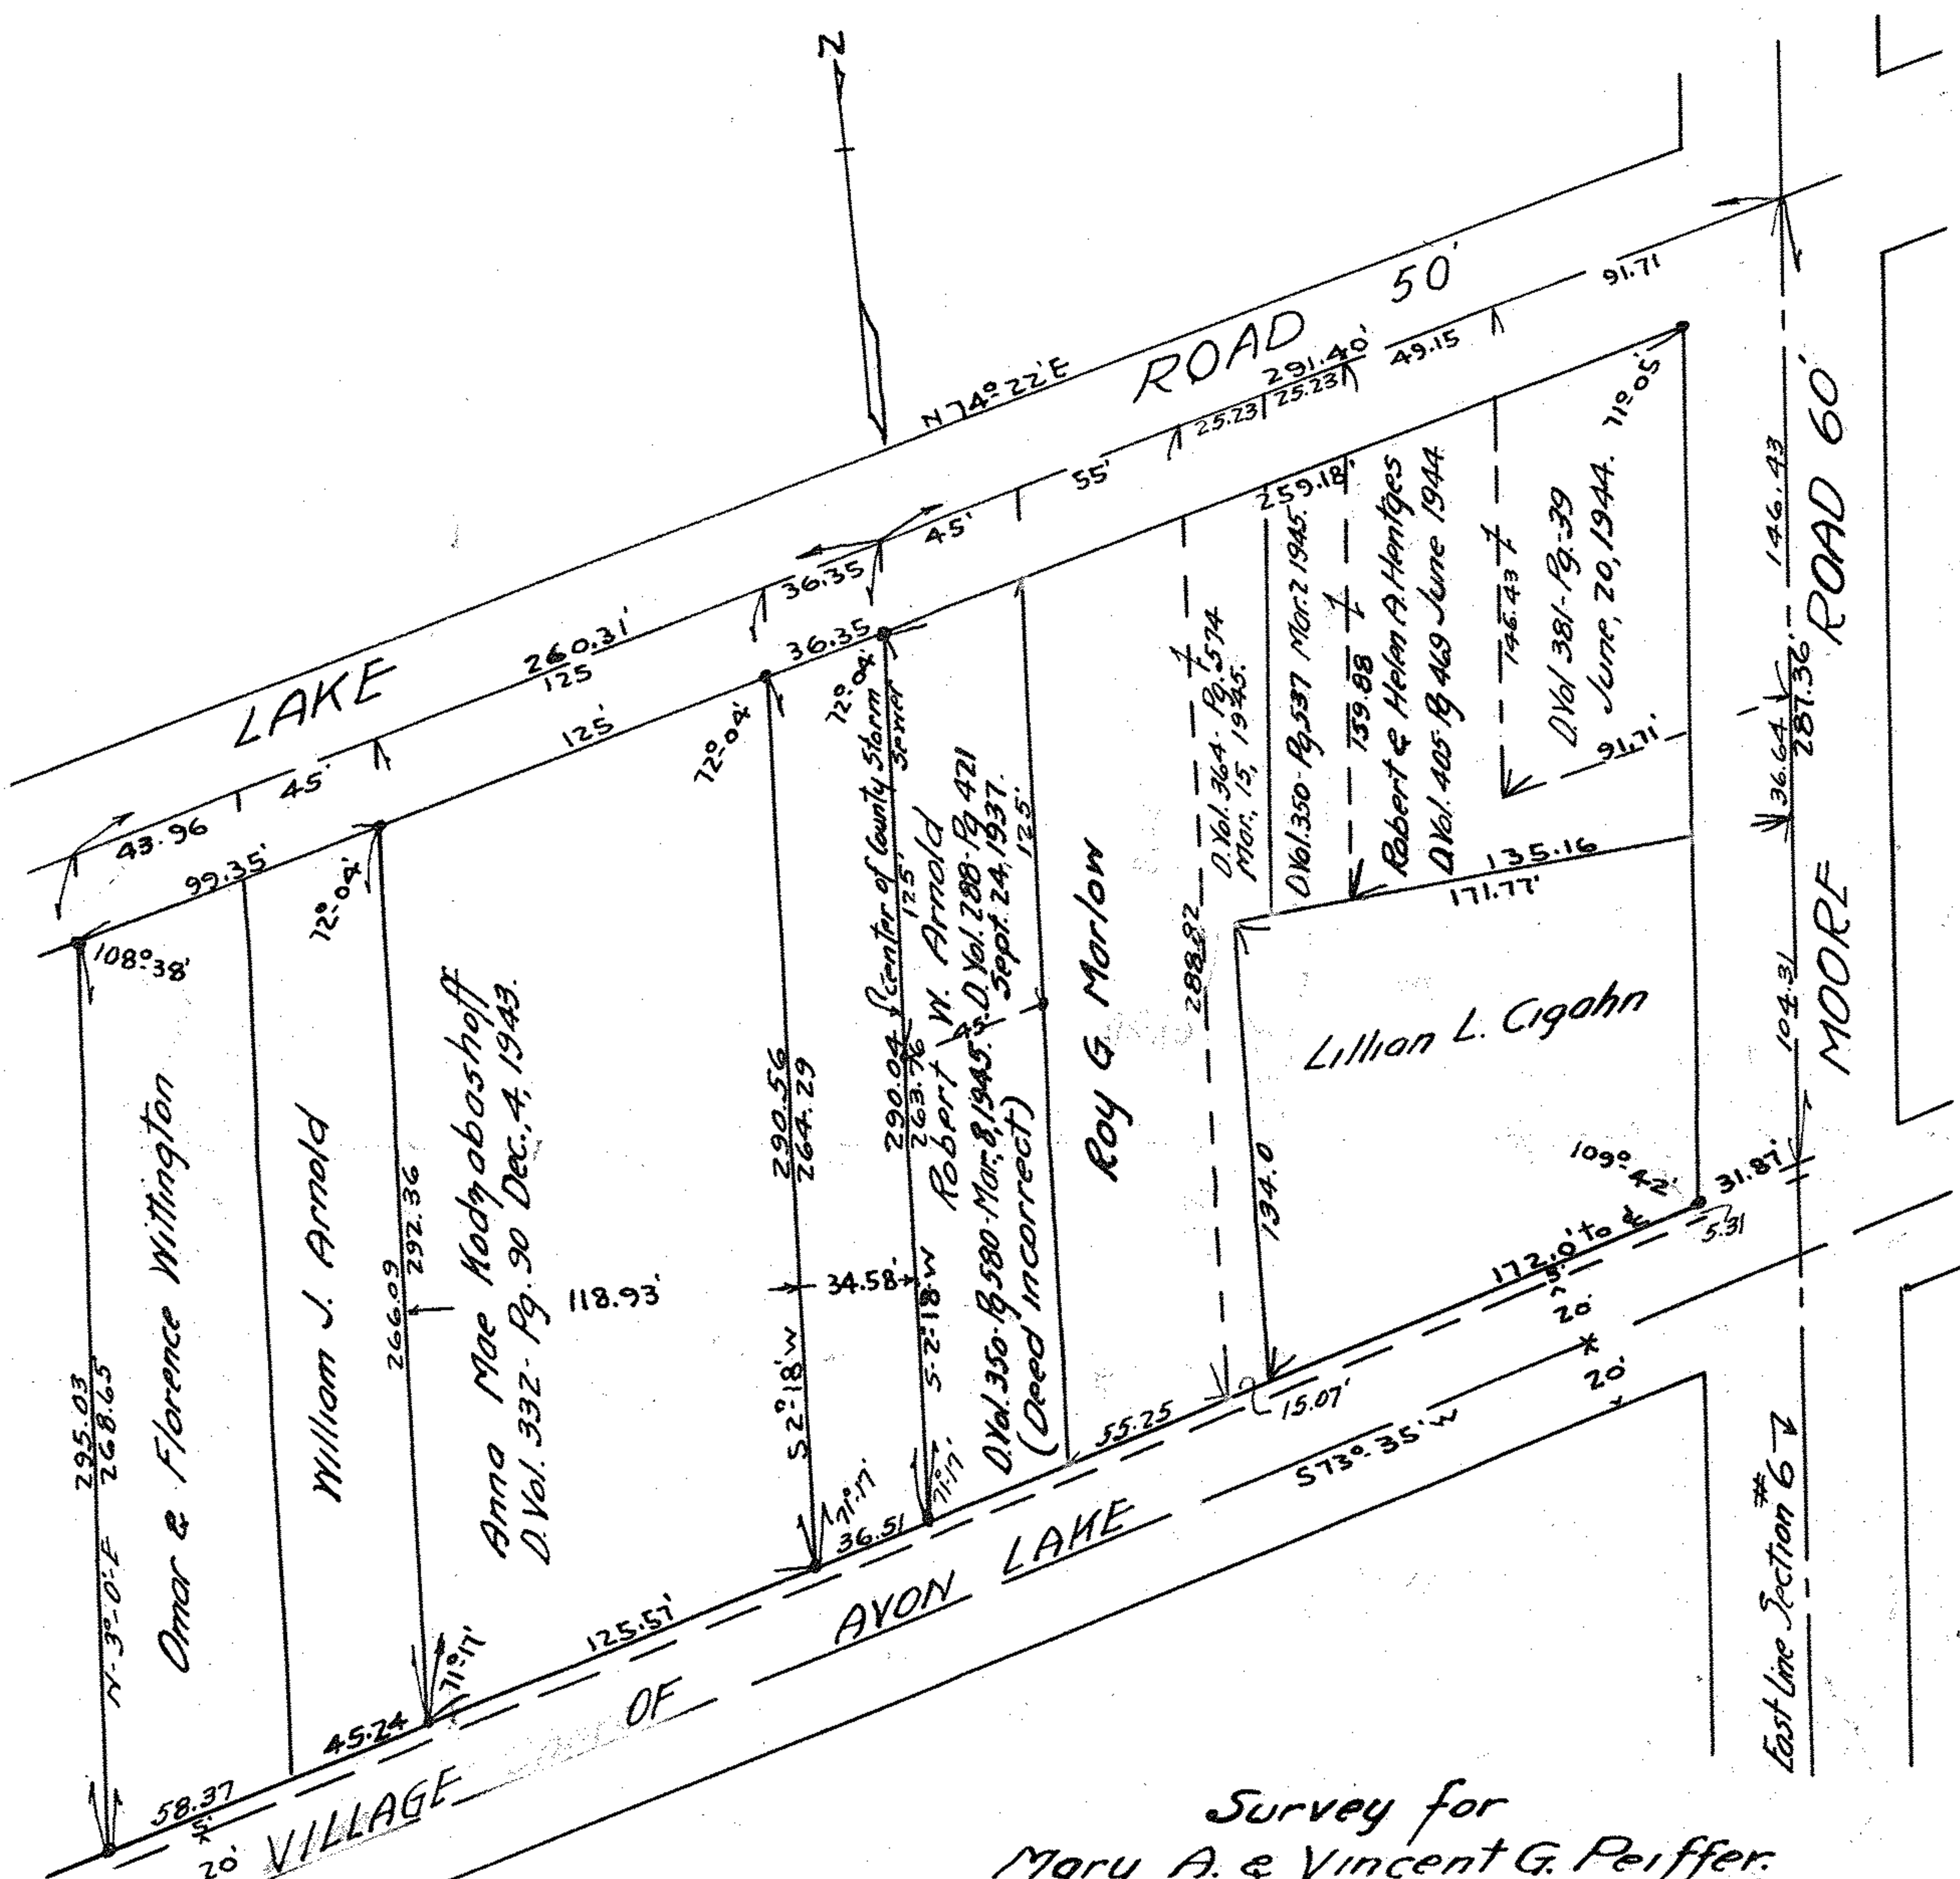 N
LAKE ROAD 50'
N 74°-22'E
291.40'
91.71
49.15
25.23
25.23
55'
45'
36.35
260.31'
125
45'
43.96
99.35'
125'
36.35
259.18'
71°-05'
72°-04'
72°-04'
72°-04'
108°-38'
295.03
268.65
N-3°-0'-E
Omar & Florence Wittington
William J. Arnold
292.36
266.09
Anna Mae Kadyabashoff
D.Vol. 332-Pg. 90 Dec., 4, 1943.
118.93.
290.56
264.29
S 2°-18'W
34.58
Center of County Storm
Sewer
125'
290.04
263.76
S-2°-18'-W
Robert W. Arnold
D.Vol. 288-Pg 421
Sept. 24, 1937.
45'
D.Vol. 350-Pg 580-Mar., 8, 1945.
(Deed incorrect)
125'
Roy G. Marlow
288.82
D.Vol. 364-Pg. 574
Mar., 15, 1945.
D.Vol. 350-Pg 537 Mar. 2 1945.
159.88
Robert & Helen A. Hentges
D.Vol. 405-Pg 469 June 1944
146.43
D.Vol 381-Pg.-39
June, 20, 1944.
91.71'
135.16
171.77'
134.0
Lillian L. Cigahn
109°-42'
31.87'
5.31
172.0' to ℄
5'
20'
20'
15.07'
55.25
71°-17'
71°-17'
71°-17'
36.51
125.57'
45.24
58.37
5'
20'
S 73°-35' W
VILLAGE OF AVON LAKE
146.43
36.64
287.36'
104.31
MOORE ROAD 60'
East Line Section #6
Survey for
Mary A. & Vincent G. Peiffer.